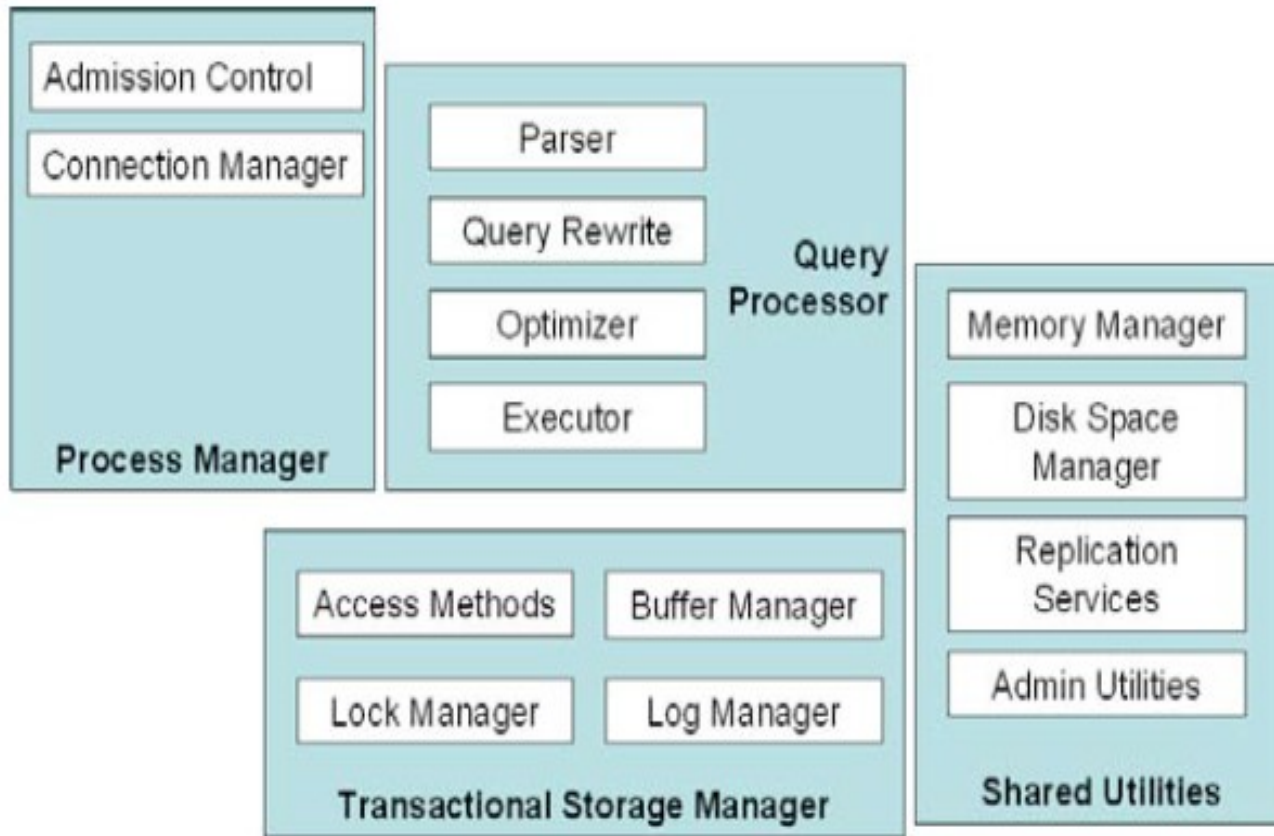 Admission Control
Connection Manager
Process Manager
Parser
Query Rewrite
Optimizer
Executor
Query
Processor
Memory Manager
Disk Space
Manager
Replication
Services
Admin Utilities
Shared Utilities
Access Methods
Buffer Manager
Lock Manager
Log Manager
Transactional Storage Manager